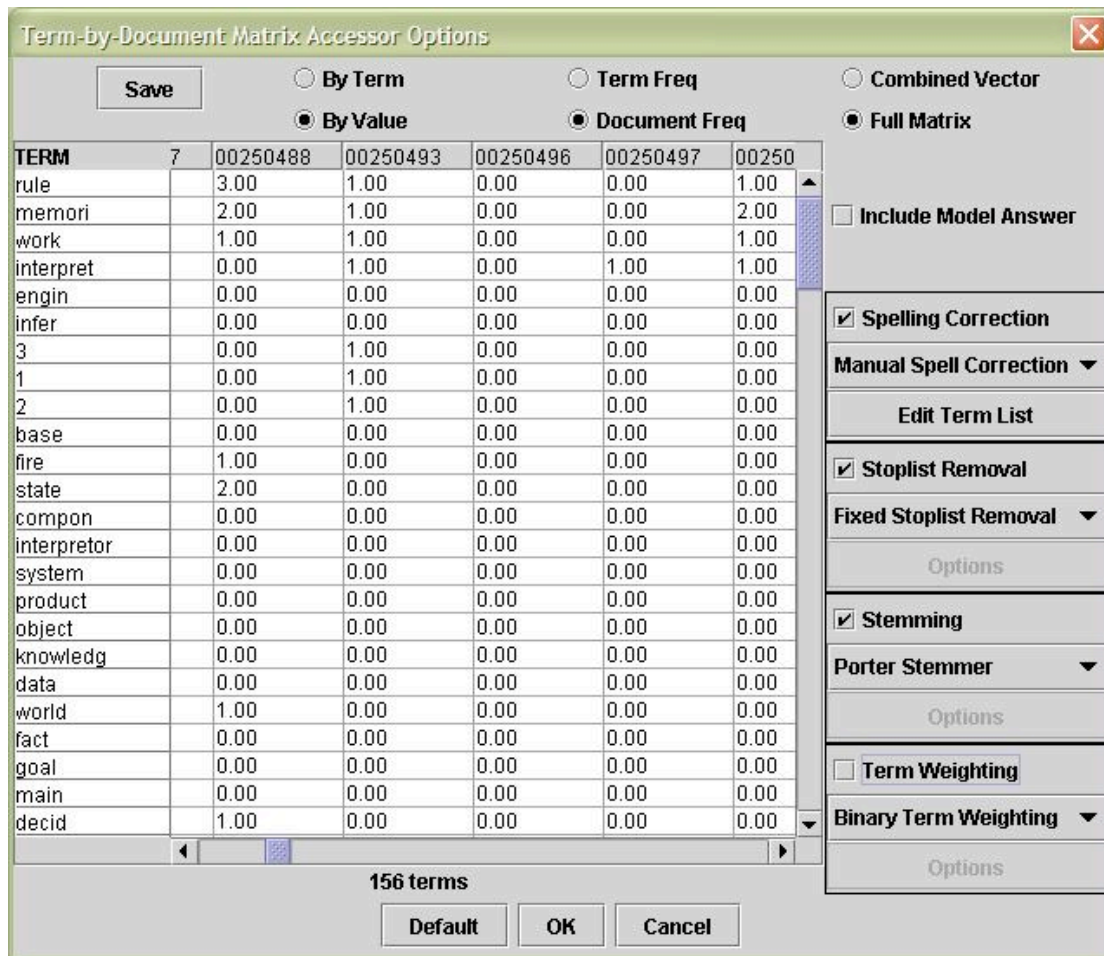 Term-by-Document Matrix Accessor Options
Save By Term Term Freq Combined Vector
By Value Document Freq Full Matrix
TERM 7 00250488 00250493 00250496 00250497 00250
rule 3.00 1.00 0.00 0.00 1.00
memori 2.00 1.00 0.00 0.00 2.00
Include Model Answer
work 1.00 1.00 0.00 0.00 1.00
interpret 0.00 1.00 0.00 1.00 1.00
engin 0.00 0.00 0.00 0.00 0.00
infer 0.00 0.00 0.00 0.00 0.00
Spelling Correction
3 0.00 1.00 0.00 0.00 0.00
1 0.00 1.00 0.00 0.00 0.00
Manual Spell Correction
2 0.00 1.00 0.00 0.00 0.00
Edit Term List
base 0.00 0.00 0.00 0.00 0.00
fire 1.00 0.00 0.00 0.00 0.00
Stoplist Removal
state 2.00 0.00 0.00 0.00 0.00
compon 0.00 0.00 0.00 0.00 0.00
Fixed Stoplist Removal
interpretor 0.00 0.00 0.00 0.00 0.00
system 0.00 0.00 0.00 0.00 0.00
Options
product 0.00 0.00 0.00 0.00 0.00
object 0.00 0.00 0.00 0.00 0.00
Stemming
knowledg 0.00 0.00 0.00 0.00 0.00
data 0.00 0.00 0.00 0.00 0.00
Porter Stemmer
world 1.00 0.00 0.00 0.00 0.00
Options
fact 0.00 0.00 0.00 0.00 0.00
goal 0.00 0.00 0.00 0.00 0.00
Term Weighting
main 0.00 0.00 0.00 0.00 0.00
decid 1.00 0.00 0.00 0.00 0.00
Binary Term Weighting
Options
156 terms
Default OK Cancel